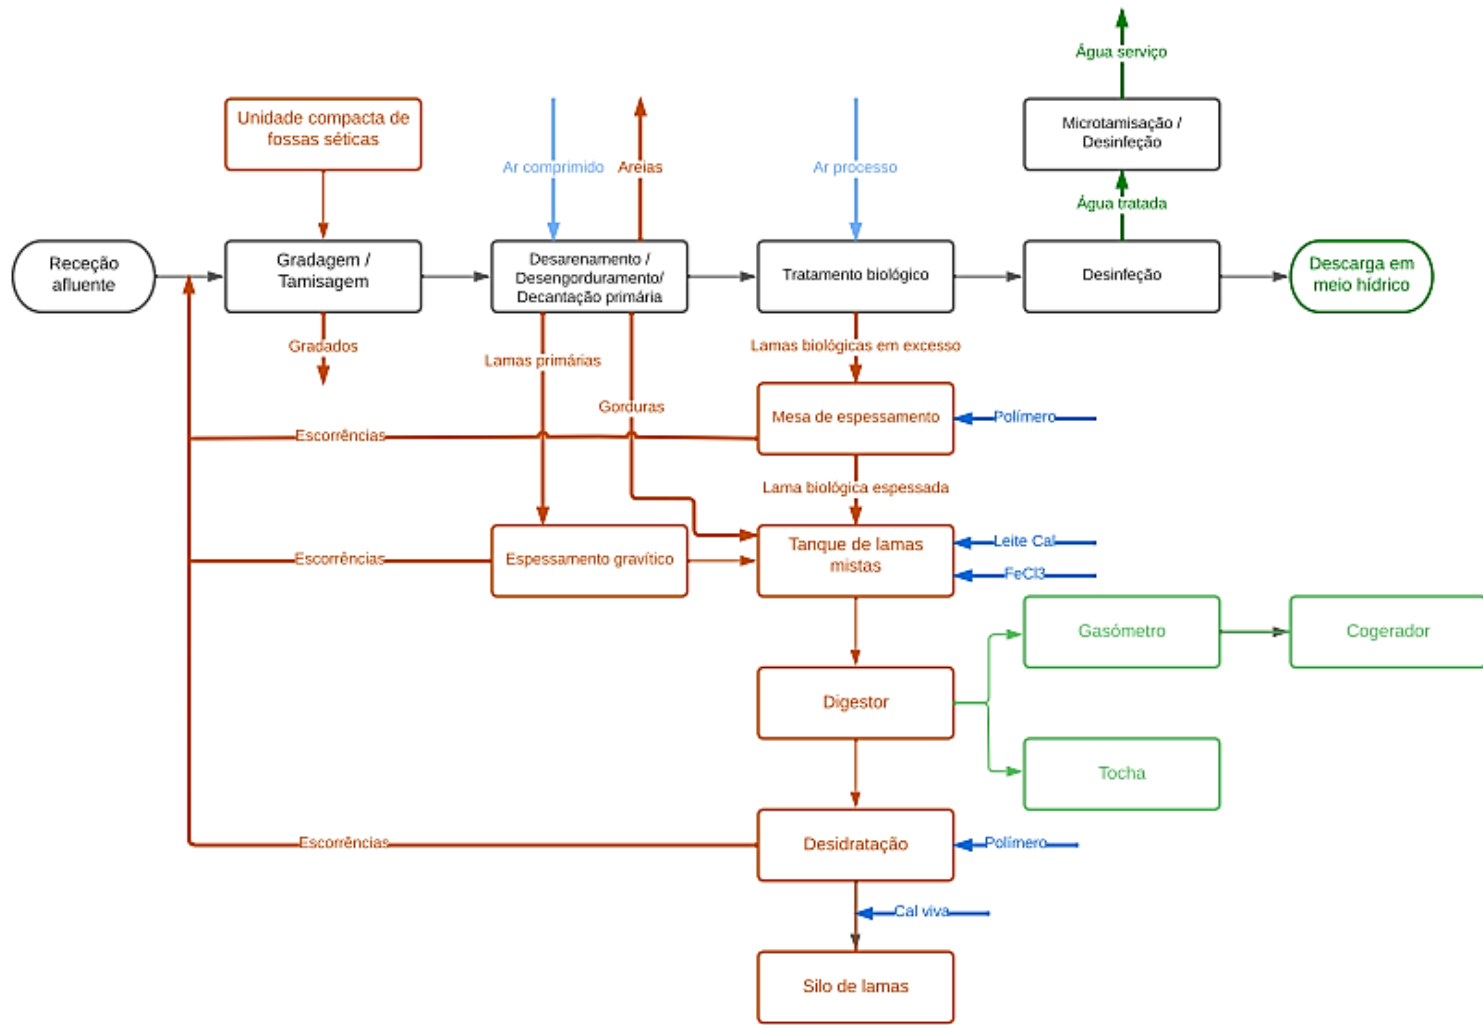 Água serviço
Unidade compacta de
fossas séticas
Microtamisação /
Desinfeção
Ar comprimido
Areias
Ar processo
Água tratada
Receção
afluente
Gradagem /
Tamisagem
Desarenamento /
Desengorduramento/
Decantação primária
Tratamento biológico
Desinfeção
Descarga em
meio hídrico
Gradados
Lamas primárias
Lamas biológicas em excesso
Gorduras
Mesa de espessamento
Polímero
Escorrências
Lama biológica espessada
Escorrências
Espessamento gravítico
Tanque de lamas
mistas
Leite Cal
FeCl3
Gasómetro
Cogerador
Digestor
Tocha
Escorrências
Desidratação
Polímero
Cal viva
Silo de lamas